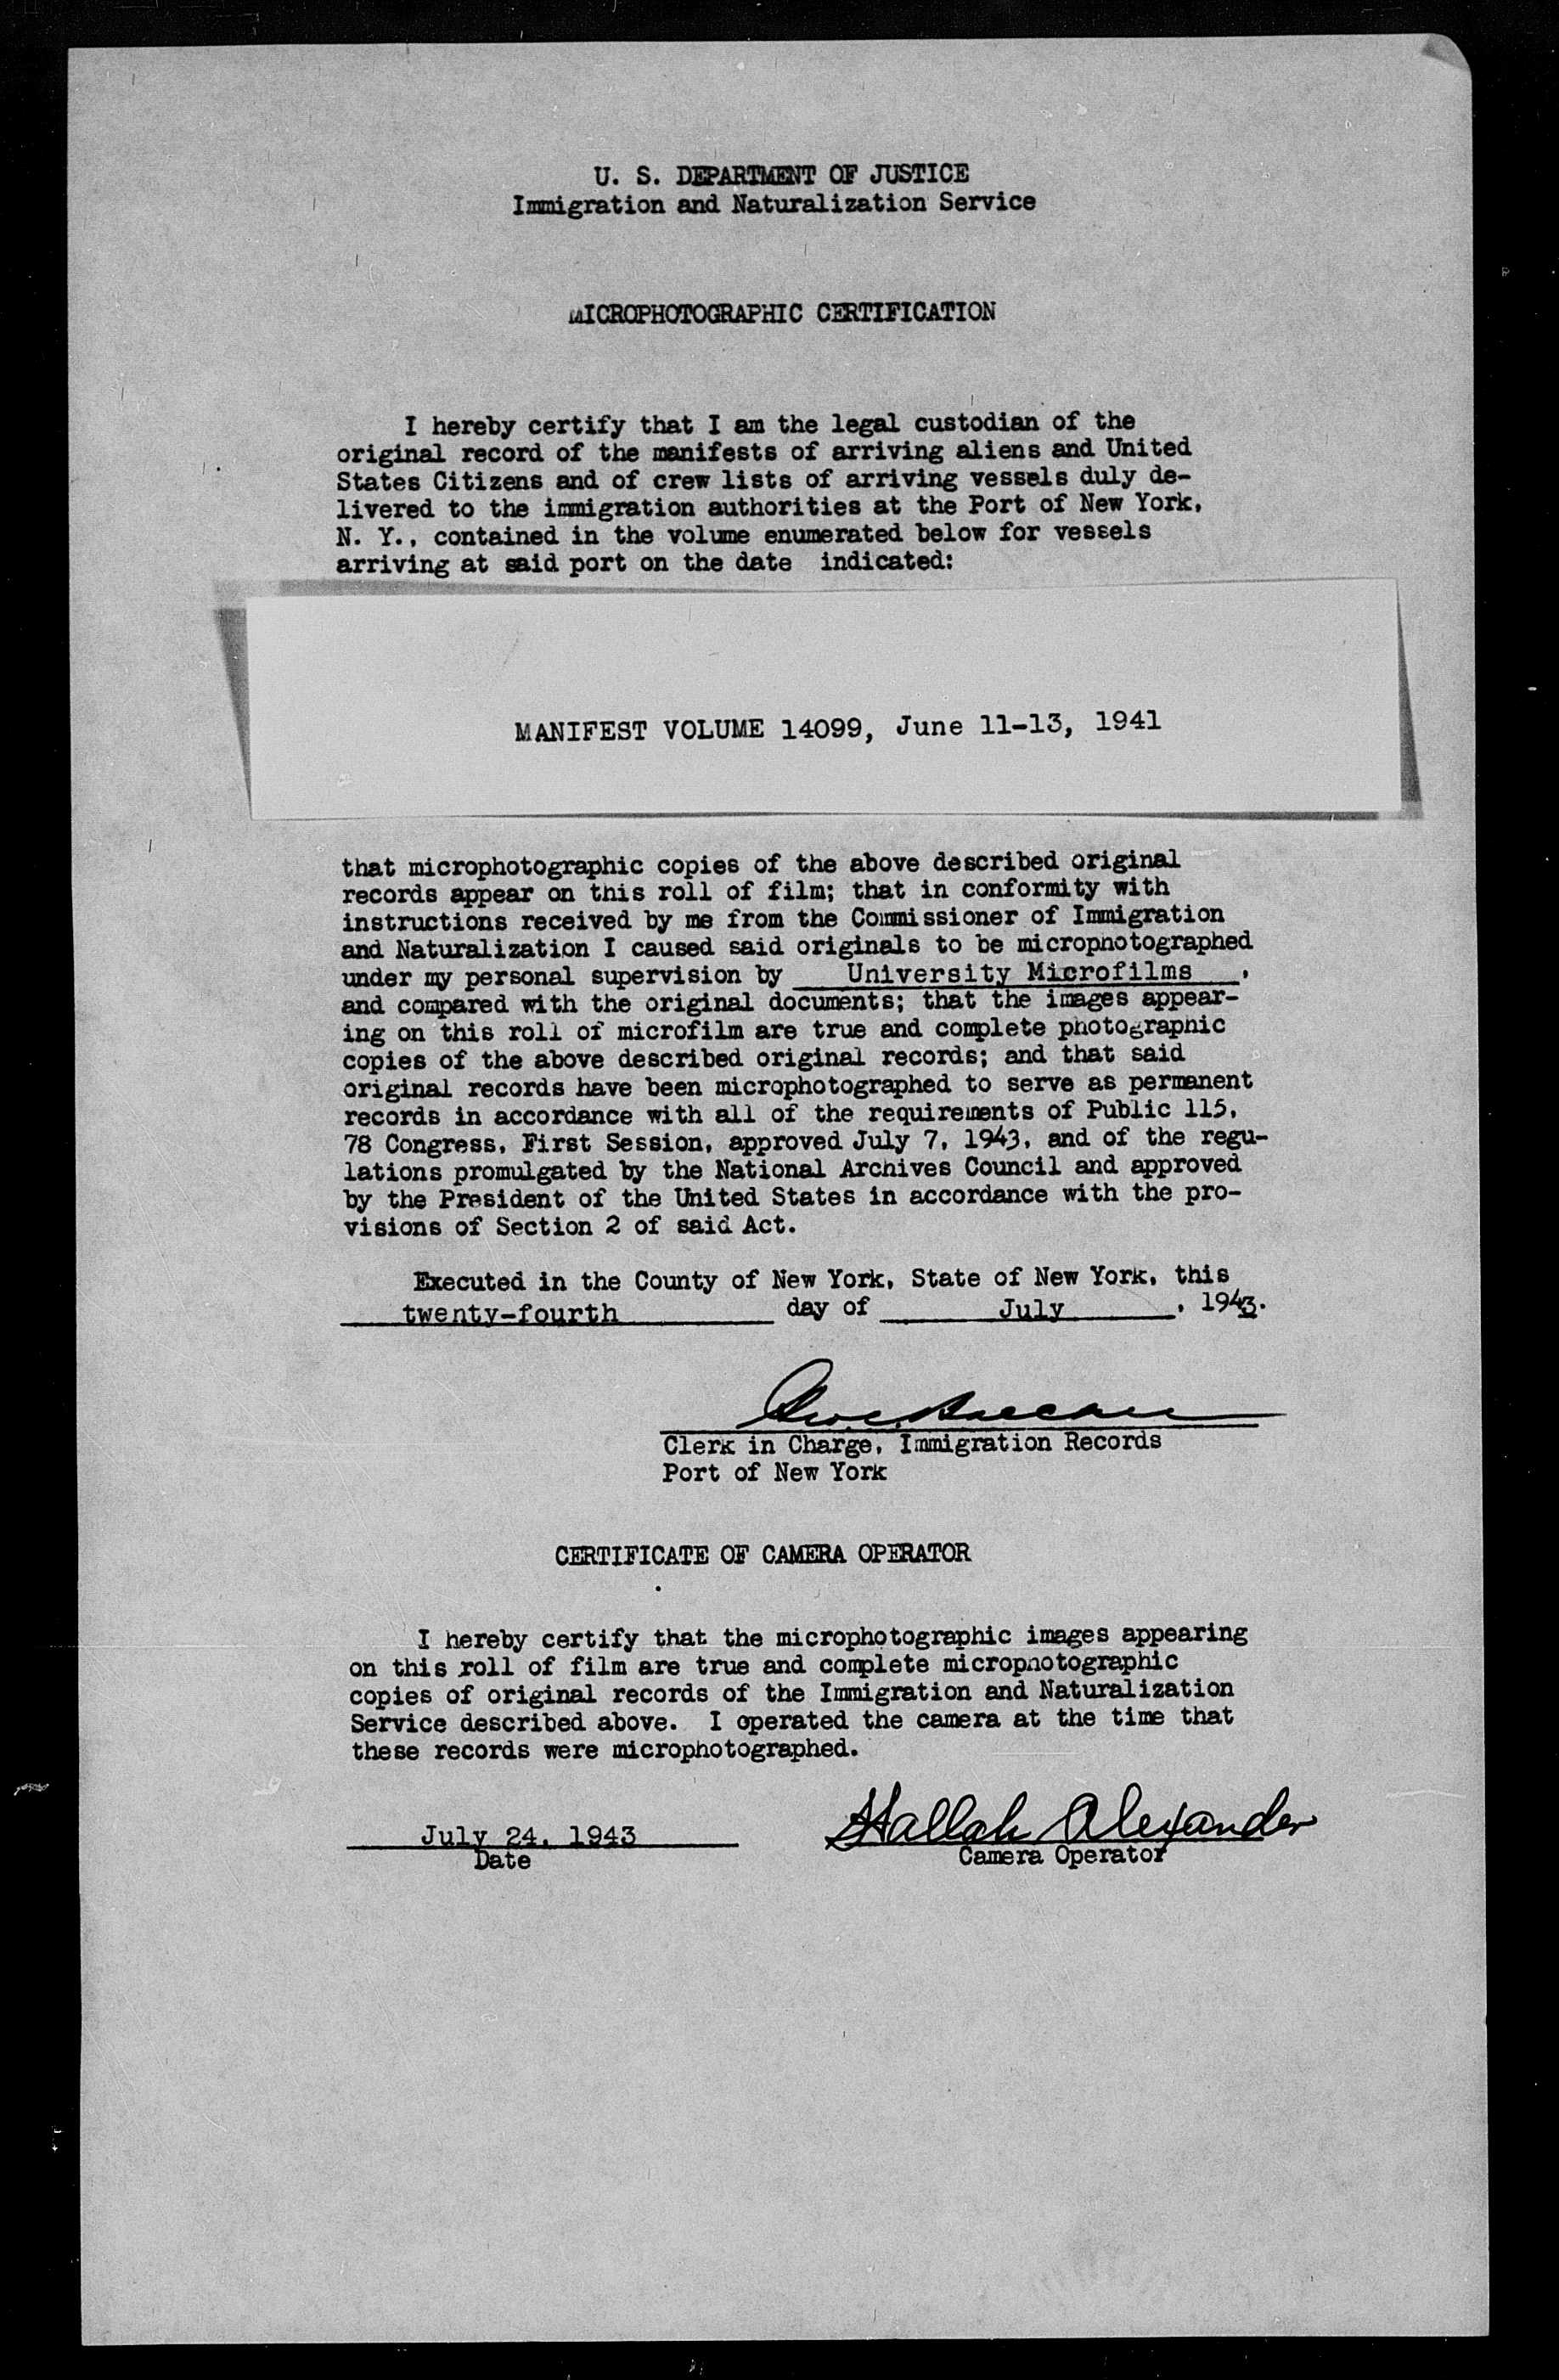 U. S. DEPARTMENT OF JUSTICE
Immigration and Naturalization Service
MICROPHOTOGRAPHIC CERTIFICATION
I hereby certify that I am the legal custodian of the
original record of the manifests of arriving aliens and United
States Citizens and of crew lists of arriving vessels duly de-
livered to the immigration authorities at the Port of New York,
N. Y., contained in the volume enumerated below for vessels
arriving at said port on the date indicated:
MANIFEST VOLUME 14099, June 11-13, 1941
that microphotographic copies of the above described original
records appear on this roll of film; that in conformity with
instructions received by me from the Commissioner of Immigration
and Naturalization I caused said originals to be microphotographed
under my personal supervision by University Microfilms,
and compared with the original documents; that the images appear-
ing on this roll of microfilm are true and complete photographic
copies of the above described original records; and that said
original records have been microphotographed to serve as permanent
records in accordance with all of the requirements of Public 115,
78 Congress, First Session, approved July 7, 1943, and of the regu-
lations promulgated by the National Archives Council and approved
by the President of the United States in accordance with the pro-
visions of Section 2 of said Act.
Executed in the County of New York, State of New York, this
twenty-fourth day of July, 1943.
Clerk in Charge, Immigration Records
Port of New York
CERTIFICATE OF CAMERA OPERATOR
I hereby certify that the microphotographic images appearing
on this roll of film are true and complete microphotographic
copies of original records of the Immigration and Naturalization
Service described above. I operated the camera at the time that
these records were microphotographed.
July 24, 1943 Alexander
Date Camera Operator